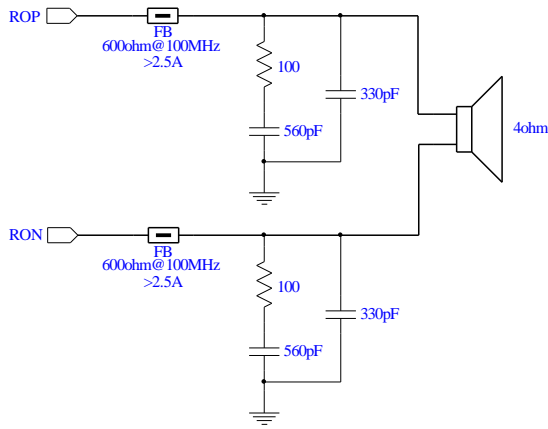 ROP
FB
600ohm@100MHz
>2.5A
100
330pF
560pF
4ohm
RON
FB
600ohm@100MHz
>2.5A
100
330pF
560pF